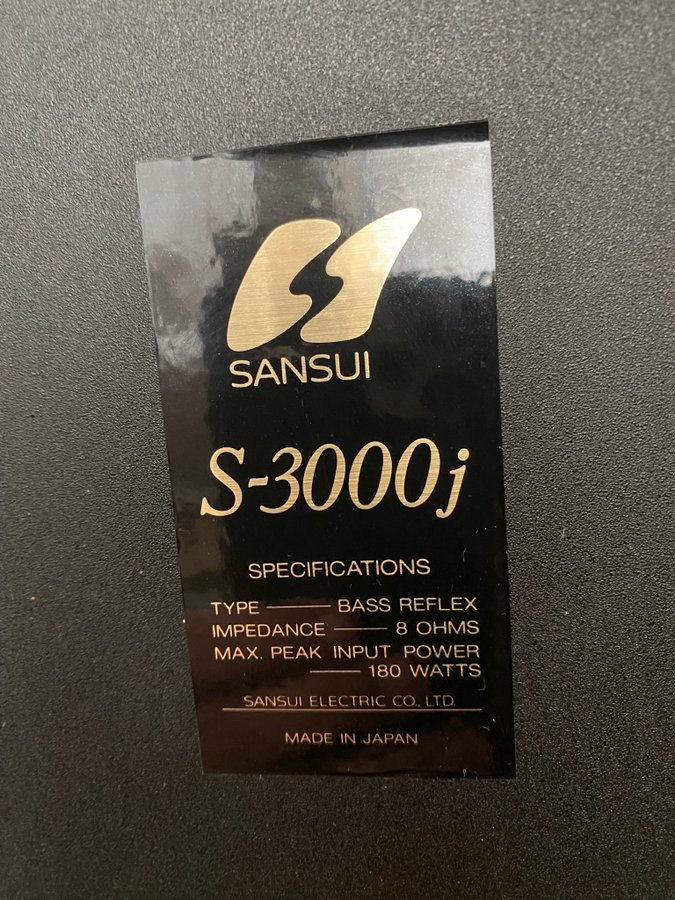 SANSUI
S-3000j
SPECIFICATIONS
TYPE —— BASS REFLEX
IMPEDANCE —— 8 OHMS
MAX. PEAK INPUT POWER
—— 180 WATTS
SANSUI ELECTRIC CO., LTD.
MADE IN JAPAN